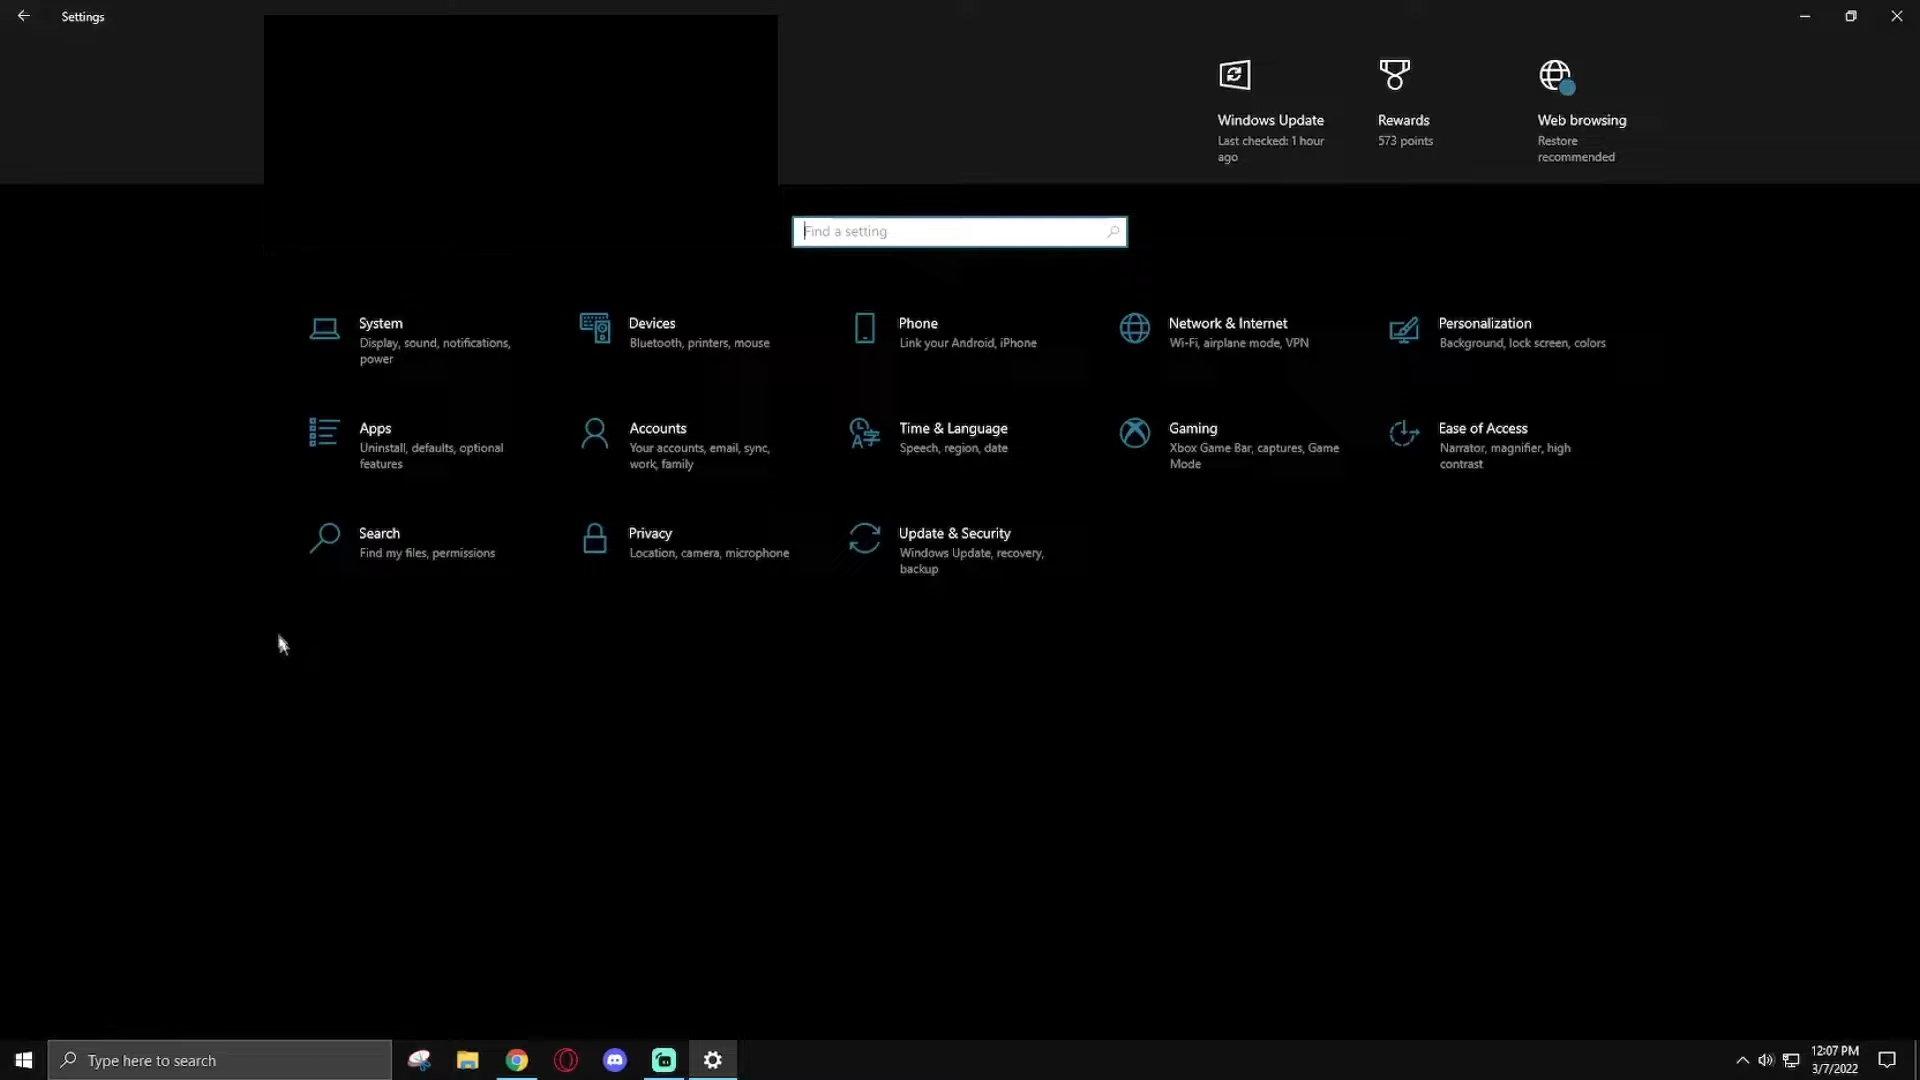 Settings
Windows Update
Last checked: 1 hour
ago
Rewards
573 points
Web browsing
Restore
recommended
Find a setting
System
Display, sound, notifications,
power
Devices
Bluetooth, printers, mouse
Phone
Link your Android, iPhone
Network & Internet
Wi-Fi, airplane mode, VPN
Personalization
Background, lock screen, colors
Apps
Uninstall, defaults, optional
features
Accounts
Your accounts, email, sync,
work, family
Time & Language
Speech, region, date
Gaming
Xbox Game Bar, captures, Game
Mode
Ease of Access
Narrator, magnifier, high
contrast
Search
Find my files, permissions
Privacy
Location, camera, microphone
Update & Security
Windows Update, recovery,
backup
Type here to search
12:07 PM
3/7/2022